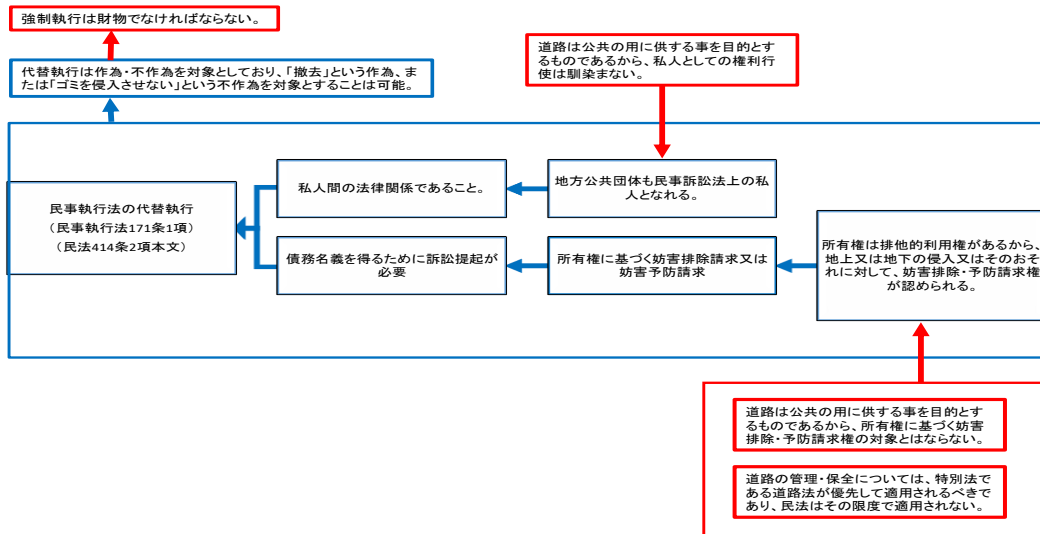 強制執行は財物でなければならない。
代替執行は作為・不作為を対象としており、「撤去」という作為、ま
たは「ゴミを侵入させない」という不作為を対象とすることは可能。
道路は公共の用に供する事を目的とす
るものであるから、私人としての権利行
使は馴染まない。
民事執行法の代替執行
（民事執行法171条1項）
（民法414条2項本文）
私人間の法律関係であること。
地方公共団体も民事訴訟法上の私
人となれる。
債務名義を得るために訴訟提起が
必要
所有権に基づく妨害排除請求又は
妨害予防請求
所有権は排他的利用権があるから、
地上又は地下の侵入又はそのおそ
れに対して、妨害排除・予防請求権
が認められる。
道路は公共の用に供する事を目的とす
るものであるから、所有権に基づく妨害
排除・予防請求権の対象とはならない。
道路の管理・保全については、特別法で
ある道路法が優先して適用されるべきで
あり、民法はその限度で適用されない。